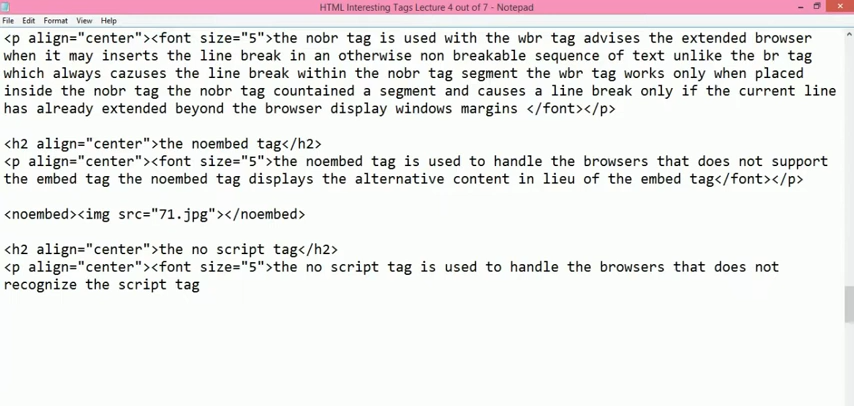 HTML Interesting Tags Lecture 4 out of 7 - Notepad
File Edit Format View Help
<p align="center"><font size="5">the nobr tag is used with the wbr tag advises the extended browser
when it may inserts the line break in an otherwise non breakable sequence of text unlike the br tag
which always cazuses the line break within the nobr tag segment the wbr tag works only when placed
inside the nobr tag the nobr tag countained a segment and causes a line break only if the current line
has already extended beyond the browser display windows margins </font></p>
<h2 align="center">the noembed tag</h2>
<p align="center"><font size="5">the noembed tag is used to handle the browsers that does not support
the embed tag the noembed tag displays the alternative content in lieu of the embed tag</font></p>
<noembed><img src="71.jpg"></noembed>
<h2 align="center">the no script tag</h2>
<p align="center"><font size="5">the no script tag is used to handle the browsers that does not
recognize the script tag